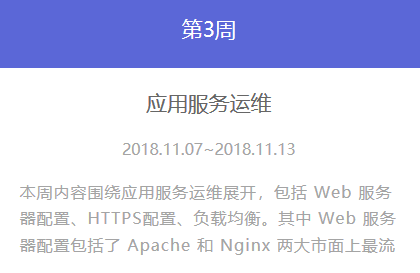 第3周
应用服务运维
2018.11.07~2018.11.13
本周内容围绕应用服务运维展开，包括 Web 服务
器配置、HTTPS配置、负载均衡。其中 Web 服务
器配置包括了 Apache 和 Nginx 两大市面上最流